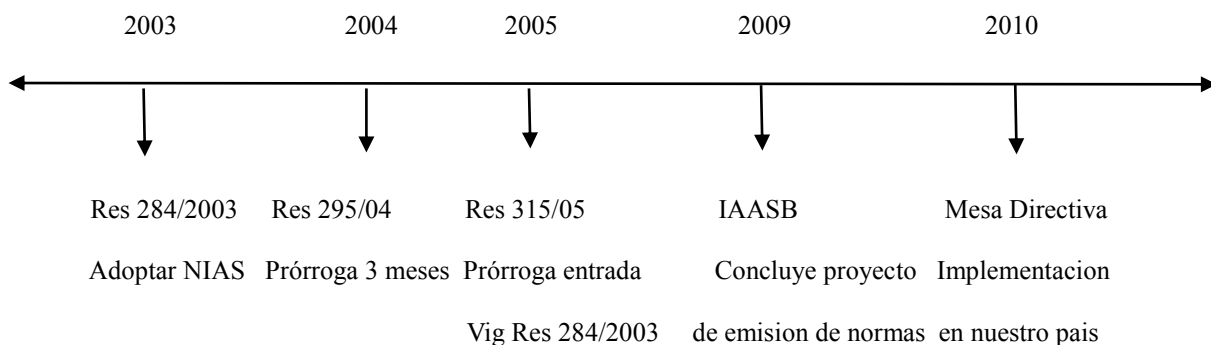 2003 2004 2005 2009 2010
Res 284/2003 Res 295/04 Res 315/05 IAASB Mesa Directiva
Adoptar NIAS Prórroga 3 meses Prórroga entrada Concluye proyecto Implementacion
Vig Res 284/2003 de emision de normas en nuestro pais